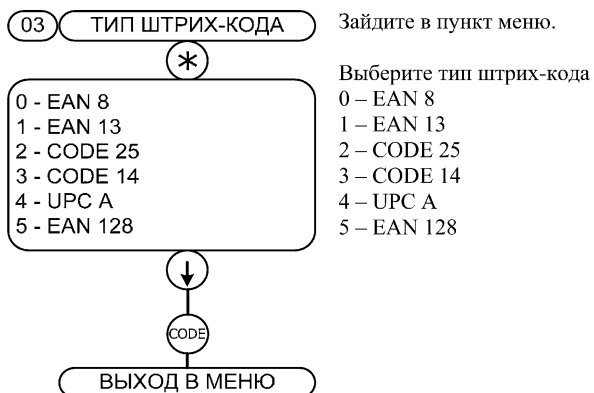 03 ТИП ШТРИХ-КОДА
*
0 - EAN 8
1 - EAN 13
2 - CODE 25
3 - CODE 14
4 - UPC A
5 - EAN 128
↓
CODE
ВЫХОД В МЕНЮ
Зайдите в пункт меню.
Выберите тип штрих-кода
0 – EAN 8
1 – EAN 13
2 – CODE 25
3 – CODE 14
4 – UPC A
5 – EAN 128